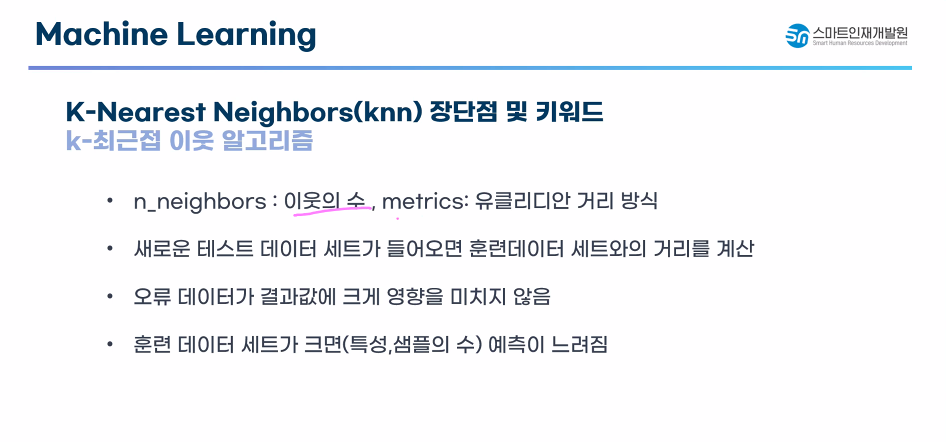 Machine Learning
스마트인재개발원
Smart Human Resources Development
K-Nearest Neighbors(knn) 장단점 및 키워드
k-최근접 이웃 알고리즘
• n_neighbors : 이웃의 수 , metrics: 유클리디안 거리 방식
• 새로운 테스트 데이터 세트가 들어오면 훈련데이터 세트와의 거리를 계산
• 오류 데이터가 결과값에 크게 영향을 미치지 않음
• 훈련 데이터 세트가 크면(특성,샘플의 수) 예측이 느려짐